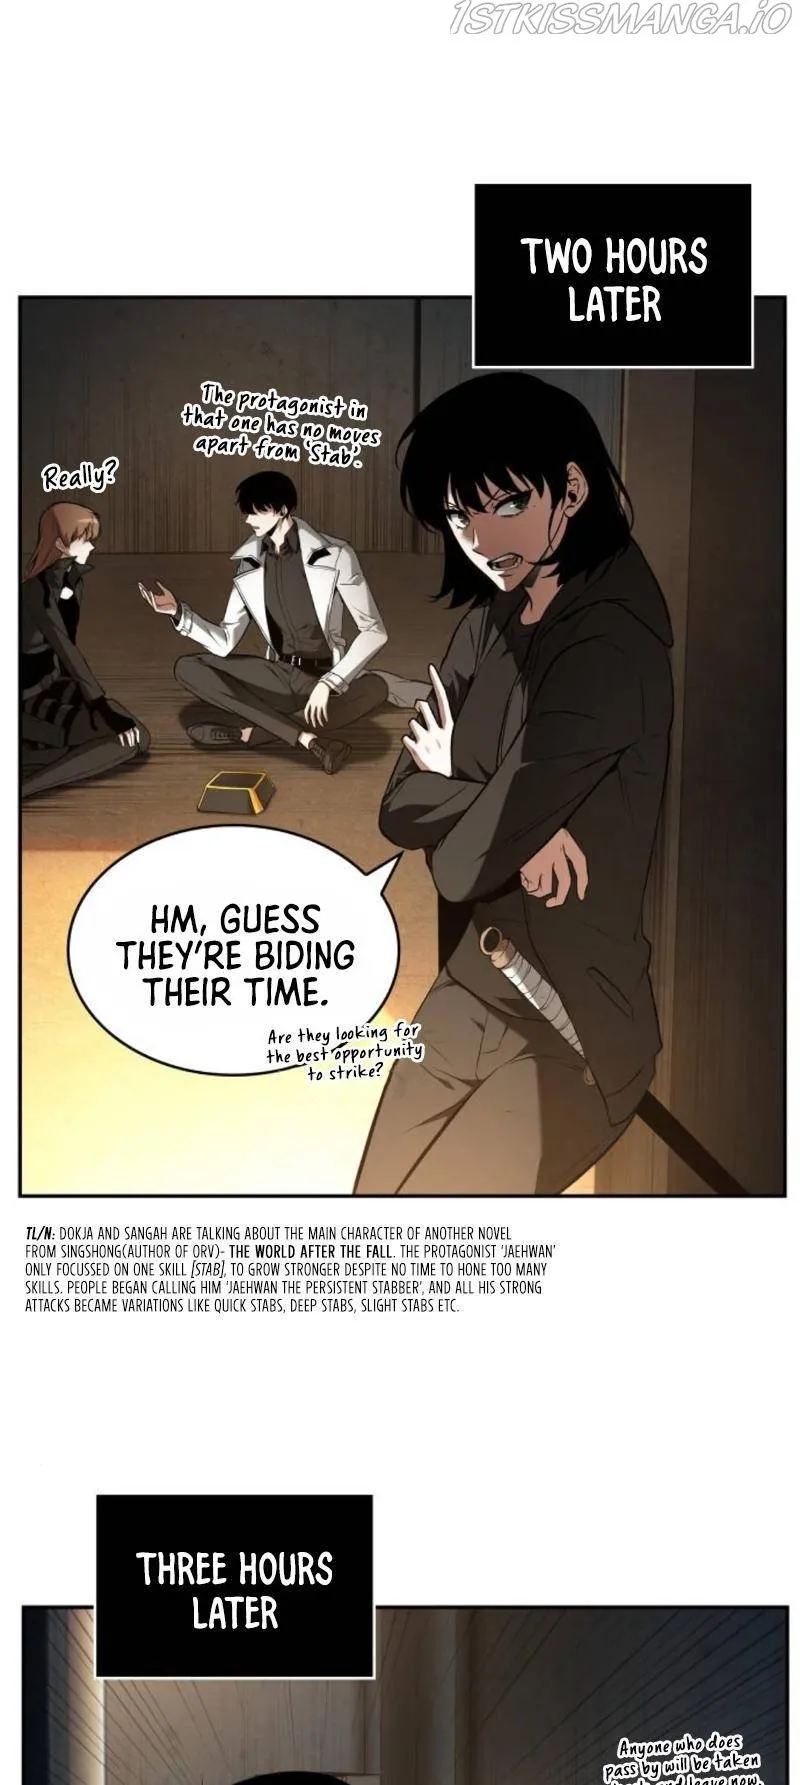 1STKISSMANGA.IO
TWO HOURS
LATER
The protagonist in
that one has no moves
apart from 'Stab'.
Really?
HM, GUESS
THEY'RE BIDING
THEIR TIME.
Are they looking for
the best opportunity
to strike?
TL/N: DOKJA AND SANGAH ARE TALKING ABOUT THE MAIN CHARACTER OF ANOTHER NOVEL
FROM SINGSHONG(AUTHOR OF ORV)- THE WORLD AFTER THE FALL. THE PROTAGONIST 'JAEHWAN'
ONLY FOCUSSED ON ONE SKILL [STAB], TO GROW STRONGER DESPITE NO TIME TO HONE TOO MANY
SKILLS. PEOPLE BEGAN CALLING HIM 'JAEHWAN THE PERSISTENT STABBER', AND ALL HIS STRONG
ATTACKS BECAME VARIATIONS LIKE QUICK STABS, DEEP STABS, SLIGHT STABS ETC.
THREE HOURS
LATER
Anyone who does
pass by will be taken
and leave now